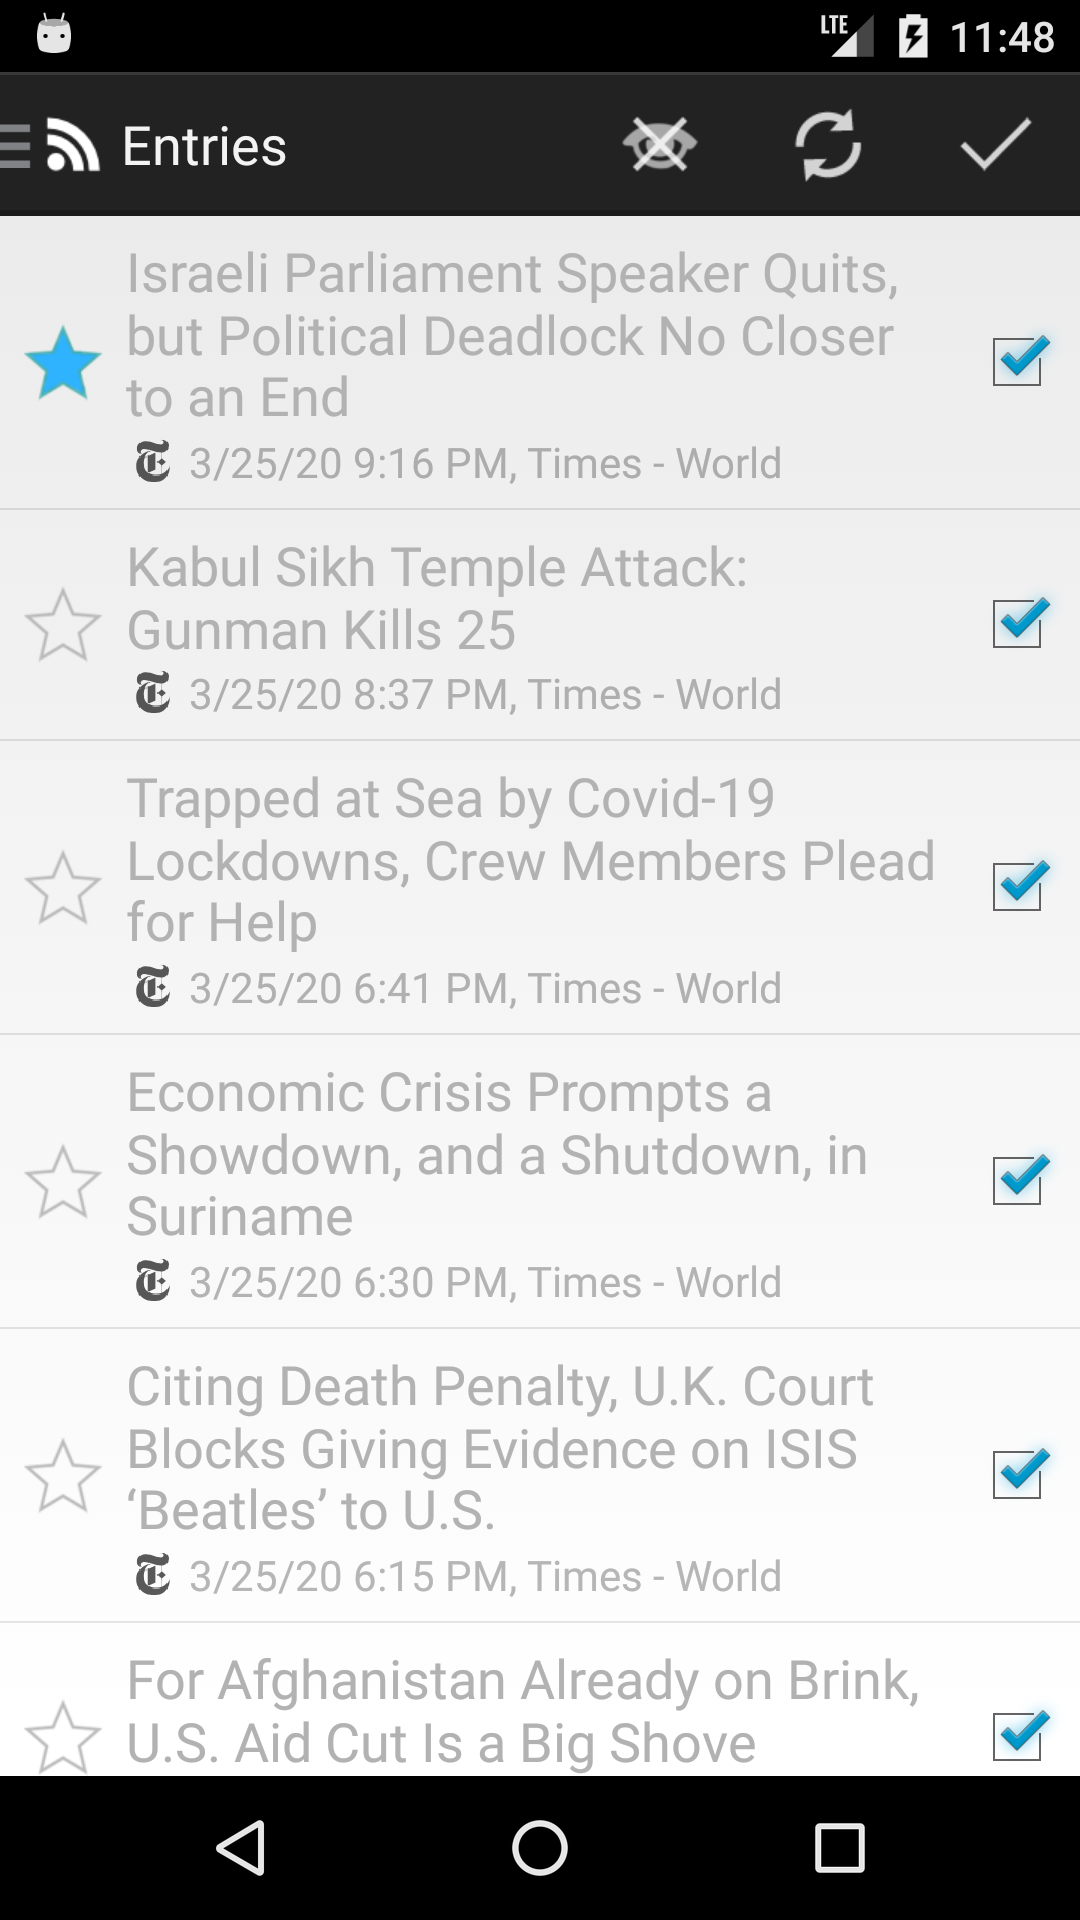 LTE 11:48
Entries
Israeli Parliament Speaker Quits,
but Political Deadlock No Closer
to an End
3/25/20 9:16 PM, Times - World
Kabul Sikh Temple Attack:
Gunman Kills 25
3/25/20 8:37 PM, Times - World
Trapped at Sea by Covid-19
Lockdowns, Crew Members Plead
for Help
3/25/20 6:41 PM, Times - World
Economic Crisis Prompts a
Showdown, and a Shutdown, in
Suriname
3/25/20 6:30 PM, Times - World
Citing Death Penalty, U.K. Court
Blocks Giving Evidence on ISIS
‘Beatles’ to U.S.
3/25/20 6:15 PM, Times - World
For Afghanistan Already on Brink,
U.S. Aid Cut Is a Big Shove